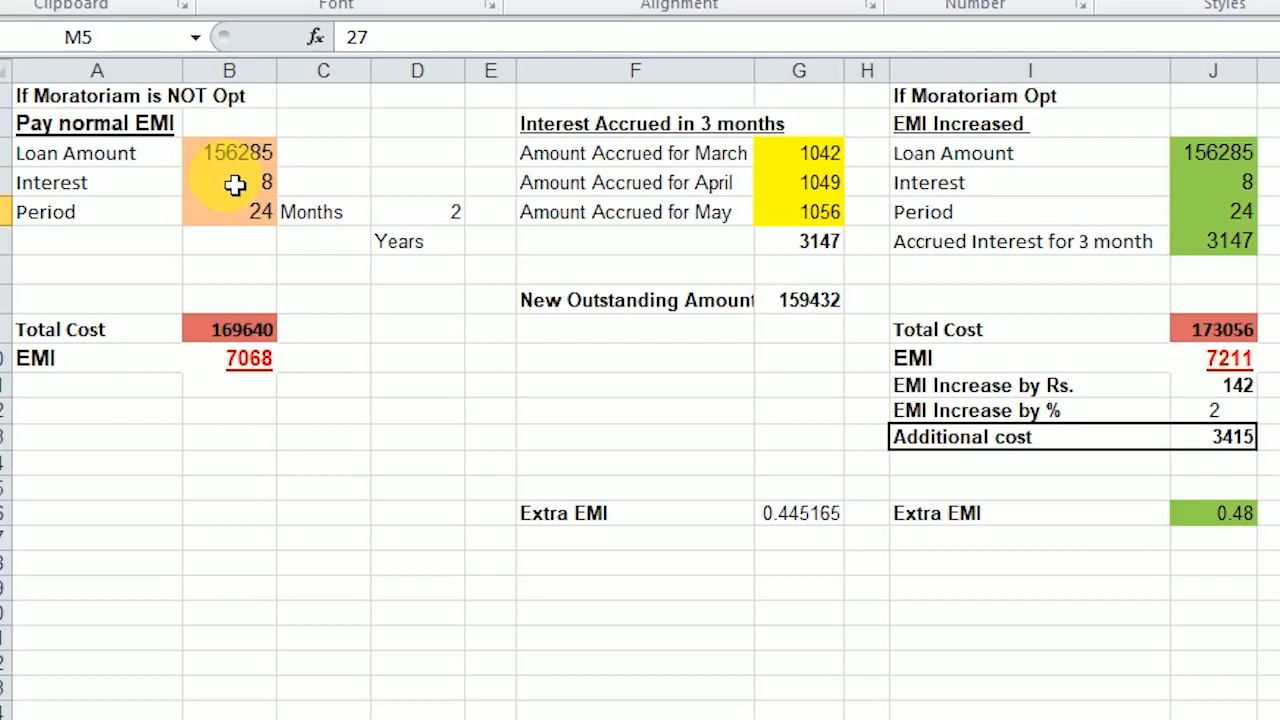 Clipboard Font Alignment Number Styles
M5 fx 27
A B C D E F G H I J
If Moratoriam is NOT Opt If Moratoriam Opt
Pay normal EMI Interest Accrued in 3 months EMI Increased
Loan Amount 156285 Amount Accrued for March 1042 Loan Amount 156285
Interest 8 Amount Accrued for April 1049 Interest 8
Period 24 Months 2 Amount Accrued for May 1056 Period 24
Years 3147 Accrued Interest for 3 month 3147
New Outstanding Amount 159432
Total Cost 169640 Total Cost 173056
EMI 7068 EMI 7211
EMI Increase by Rs. 142
EMI Increase by % 2
Additional cost 3415
Extra EMI 0.445165 Extra EMI 0.48